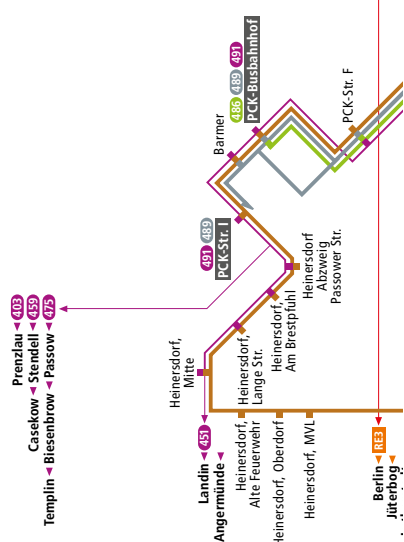 Prenzlau 403
Casekow Stendell 459
Templin Biesenbrow Passow 475
Heinersdorf,
Mitte
Landin 451
Angermünde
Heinersdorf,
Alte Feuerwehr
Heinersdorf, Oberdorf
Heinersdorf, MVL
Heinersdorf,
Lange Str.
Heinersdorf,
Am Brestpfuhl
Heinersdorf
Abzweig
Passower Str.
491 489
PCK-Str. I
Barmer
486 489 491
PCK-Busbahnhof
PCK-Str. F
Berlin RE3
Jüterbog